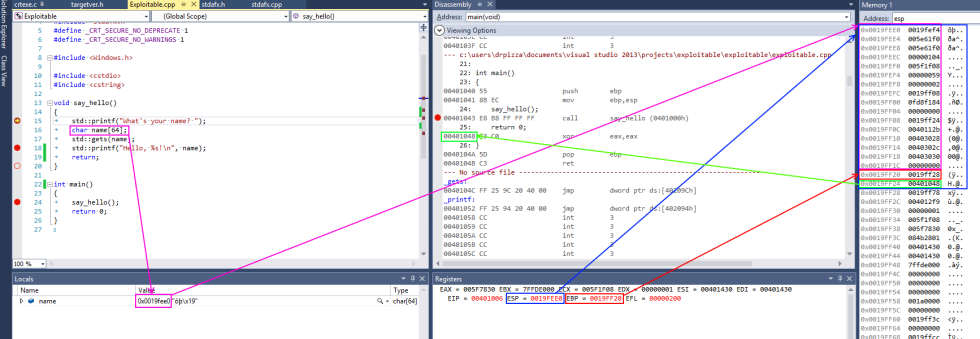 Solution Explorer
Class View
crtexe.c
targetver.h
Exploitable.cpp
stdafx.h
stdafx.cpp
Exploitable
(Global Scope)
say_hello()
5 #define _CRT_SECURE_NO_DEPRECATE 1
6 #define _CRT_SECURE_NO_WARNINGS 1
7
8 #include <windows.h>
9
10 #include <cstdio>
11 #include <cstring>
12
13 void say_hello()
14 {
15 std::printf("What's your name? ");
16 char name[64];
17 std::gets(name);
18 std::printf("Hello, %s!\n", name);
19 return;
20 }
21
22 int main()
23 {
24 say_hello();
25 return 0;
26 }
27
100 %
Locals
Name Value Type
name 0x0019fee0 "ôþ\x19" char[64]
Disassembly
Address: main(void)
Viewing Options
0040103F CC int 3
--- c:\users\drpizza\documents\visual studio 2013\projects\exploitable\exploitable\exploitable.cpp
21:
22: int main()
23: {
00401040 55 push ebp
00401041 8B EC mov ebp,esp
24: say_hello();
00401043 E8 B8 FF FF FF call say_hello (0401000h)
25: return 0;
00401048 33 C0 xor eax,eax
26: }
0040104A 5D pop ebp
0040104B C3 ret
--- No source file
_gets:
0040104C FF 25 9C 20 40 00 jmp dword ptr ds:[40209Ch]
_printf:
00401052 FF 25 94 20 40 00 jmp dword ptr ds:[402094h]
00401058 CC int 3
00401059 CC int 3
0040105A CC int 3
0040105B CC int 3
0040105C CC int 3
Registers
EAX = 005F7830 EBX = 7FFDE000 ECX = 005F1F08 EDX = 00000001 ESI = 00401430 EDI = 00401430
EIP = 00401006 ESP = 0019FEE0 EBP = 0019FF20 EFL = 00000200
Memory 1
Address: esp
0x0019FEE0 0019fef4 ôþ..
0x0019FEE4 005e61f0 ða^.
0x0019FEE8 005e61f0 ða^.
0x0019FEEC 00000104 ....
0x0019FEF0 005f1f08 .._.
0x0019FEF4 00000059 Y...
0x0019FEF8 00000002 ....
0x0019FEFC 0019ff08 .ÿ..
0x0019FF00 0fd8f184 .ñØ.
0x0019FF04 00000000 ....
0x0019FF08 0019ff24 $ÿ..
0x0019FF0C 0040112b +.@.
0x0019FF10 00403028 (0@.
0x0019FF14 0040302c ,0@.
0x0019FF18 00403030 00@.
0x0019FF1C 00000000 ....
0x0019FF20 0019ff28 (ÿ..
0x0019FF24 00401048 H.@.
0x0019FF28 0019ff78 xÿ..
0x0019FF2C 004012f9 ù.@.
0x0019FF30 00000001 ....
0x0019FF34 005f1f08 .._.
0x0019FF38 005f7830 0x_.
0x0019FF3C 084b2801 .(K.
0x0019FF40 00401430 0.@.
0x0019FF44 00401430 0.@.
0x0019FF48 7ffde000 .àý.
0x0019FF4C 00000000 ....
0x0019FF50 00000000 ....
0x0019FF54 00000000 ....
0x0019FF58 001a0000 ....
0x0019FF5C 00000000 ....
0x0019FF60 0019ff3c <ÿ..
0x0019FF64 00000000 ....
0x0019FF68 0019ffcc